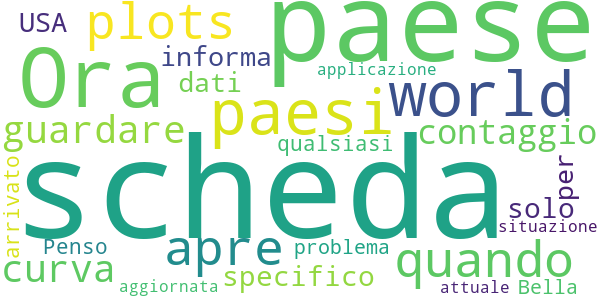 USA plots paese
Ora informa applicazione
dati world
guardare paesi contagio
qualsiasi
scheda
arrivato per
solo
situazione
Penso apre problema quando
curva specifico
aggiornata attuale Bella